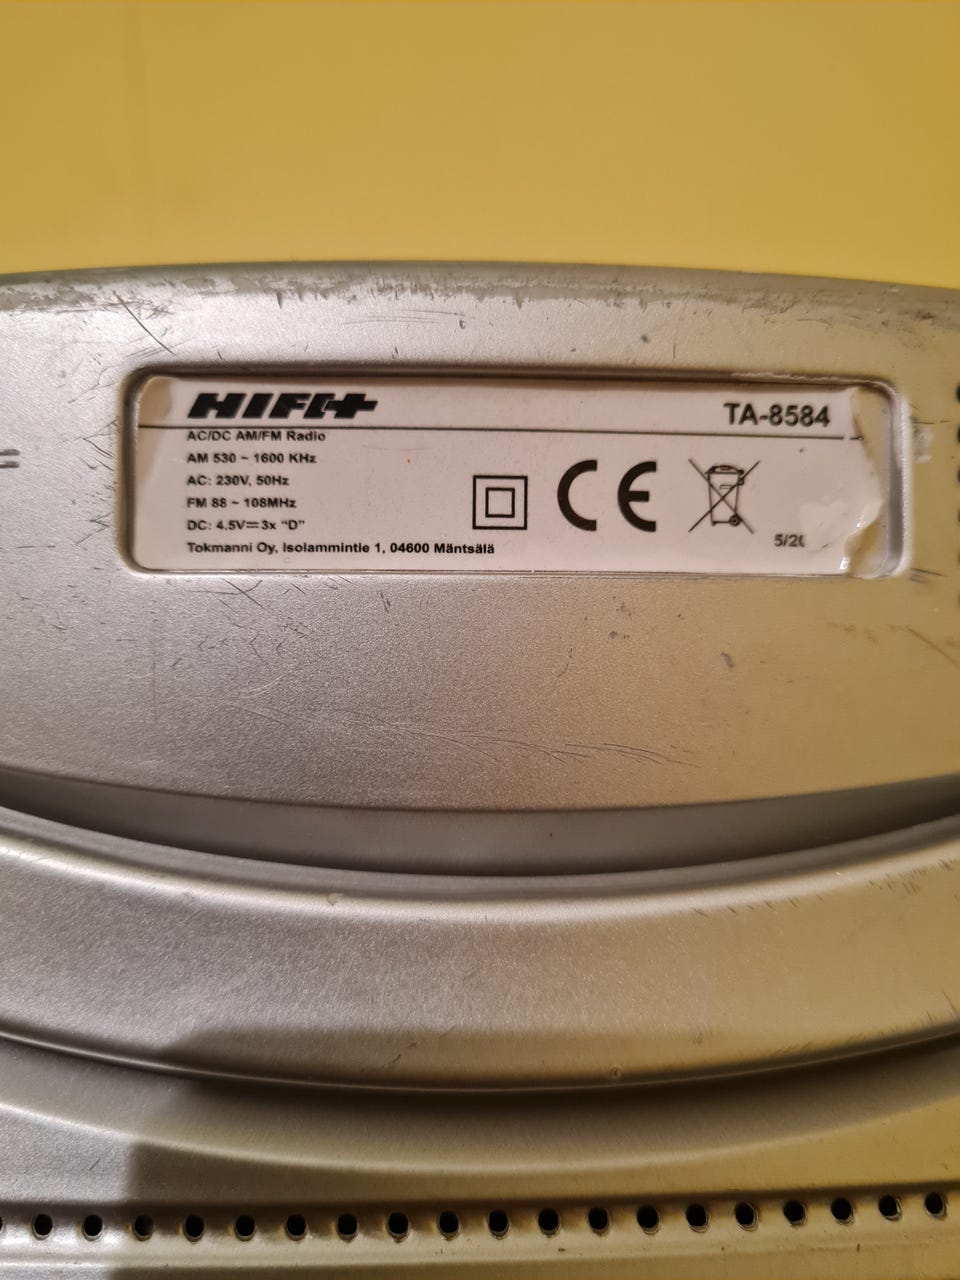 HIFI+
TA-8584
AC/DC AM/FM Radio
AM 530 ~ 1600 KHz
AC: 230V, 50Hz
FM 88 ~ 108MHz
DC: 4.5V⎓3x "D"
Tokmanni Oy, Isolammintie 1, 04600 Mäntsälä
CE